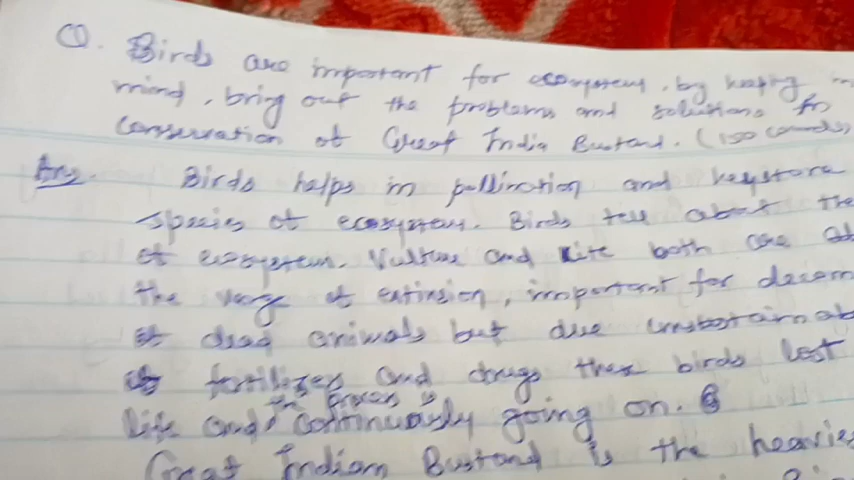 Q. Birds are important for ecosystem, by keeping in
mind, bring out the problems and solutions for
conservation of Great India Bustard. (150 words)
Ans. Birds helps in pollination and keystone
species of ecosystem. Birds tell about the
of ecosystem. Vulture and kite both are
the verge of extinsion, important for decom
of dead animals but due unsustainab
of fertilizers and drugs these birds lost
life and the process is continuously going on.
Great Indian Bustard is the heavies